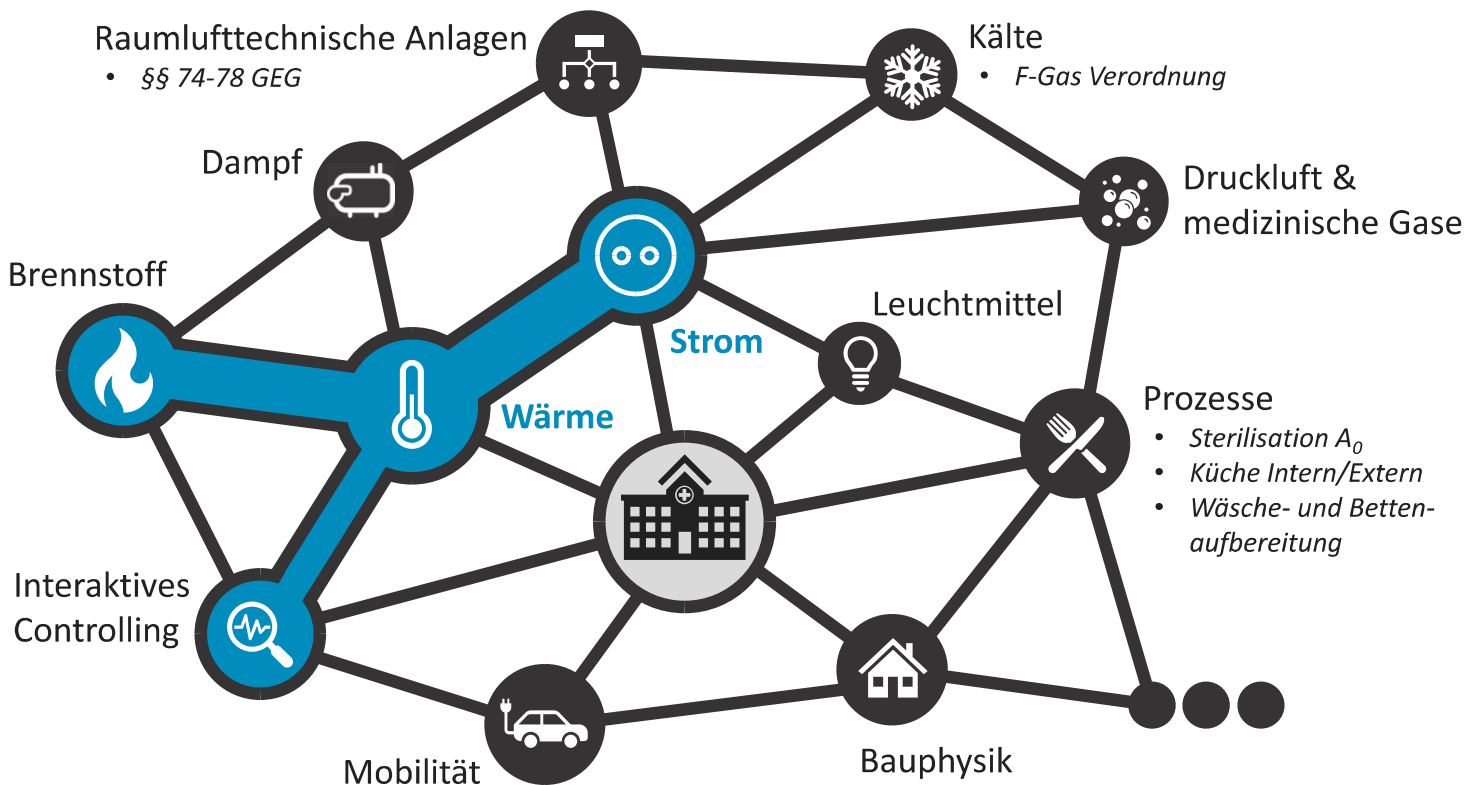 Raumlufttechnische Anlagen
• §§ 74-78 GEG
Kälte
• F-Gas Verordnung
Dampf
Druckluft &
medizinische Gase
Brennstoff
Leuchtmittel
Strom
Wärme
Prozesse
• Sterilisation A₀
• Küche Intern/Extern
• Wäsche- und Betten-
aufbereitung
Interaktives
Controlling
Mobilität
Bauphysik